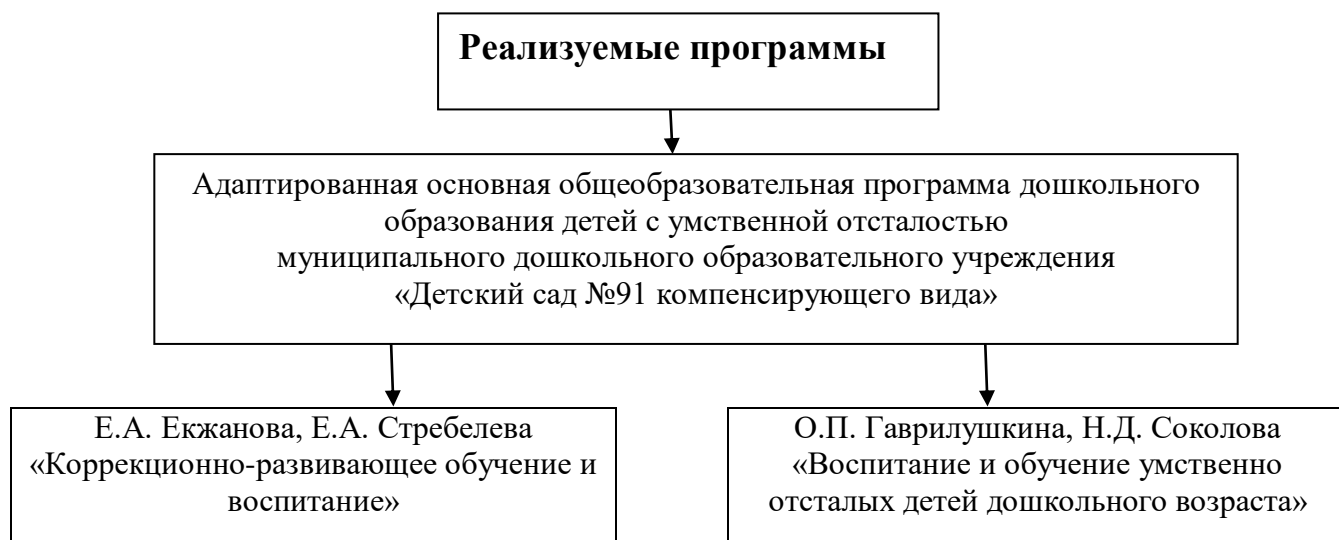 Реализуемые программы
Адаптированная основная общеобразовательная программа дошкольного
образования детей с умственной отсталостью
муниципального дошкольного образовательного учреждения
«Детский сад №91 компенсирующего вида»
Е.А. Екжанова, Е.А. Стребелева
«Коррекционно-развивающее обучение и
воспитание»
О.П. Гаврилушкина, Н.Д. Соколова
«Воспитание и обучение умственно
отсталых детей дошкольного возраста»